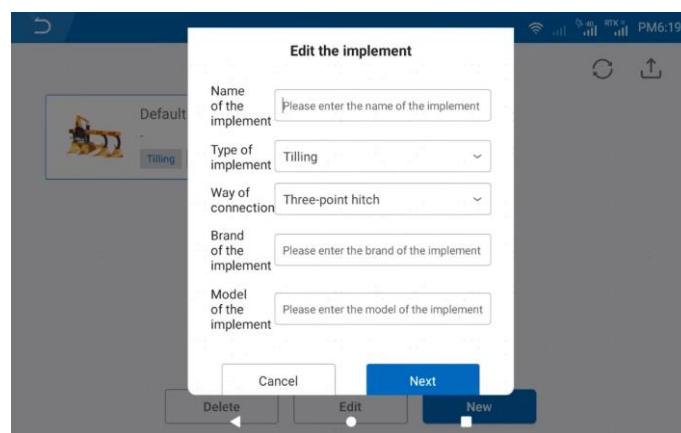 40 RTK PM6:19
Edit the implement
Name
of the
implement
Please enter the name of the implement
Default
-
Tilling
Type of
implement
Tilling
Way of
connection
Three-point hitch
Brand
of the
implement
Please enter the brand of the implement
Model
of the
implement
Please enter the model of the implement
Cancel Next
Delete Edit New